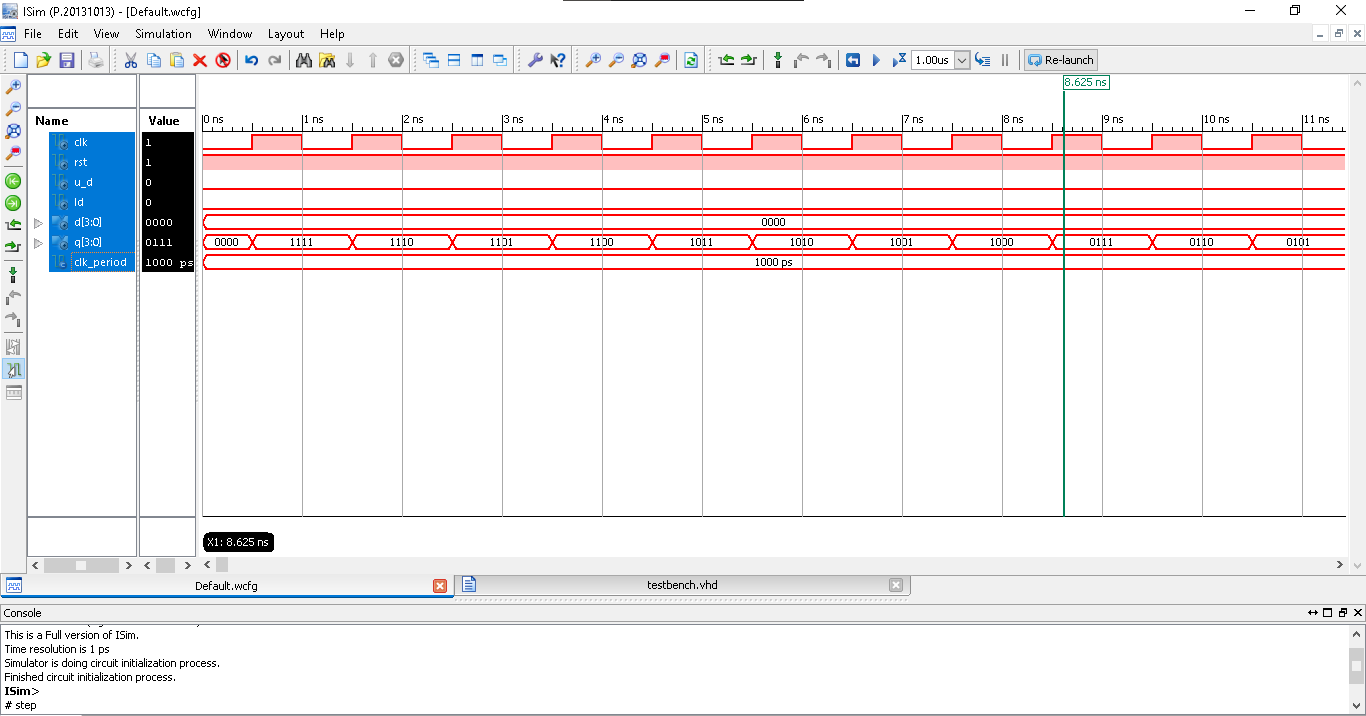 ISim (P.20131013) - [Default.wcfg]
File Edit View Simulation Window Layout Help
1.00us Re-launch
8.625 ns
Name Value
0 ns 1 ns 2 ns 3 ns 4 ns 5 ns 6 ns 7 ns 8 ns 9 ns 10 ns 11 ns
clk 1
rst 1
u_d 0
ld 0
d[3:0] 0000 0000
q[3:0] 0111 0000 1111 1110 1101 1100 1011 1010 1001 1000 0111 0110 0101
clk_period 1000 ps 1000 ps
X1: 8.625 ns
Default.wcfg testbench.vhd
Console
This is a Full version of ISim.
Time resolution is 1 ps
Simulator is doing circuit initialization process.
Finished circuit initialization process.
ISim>
# step